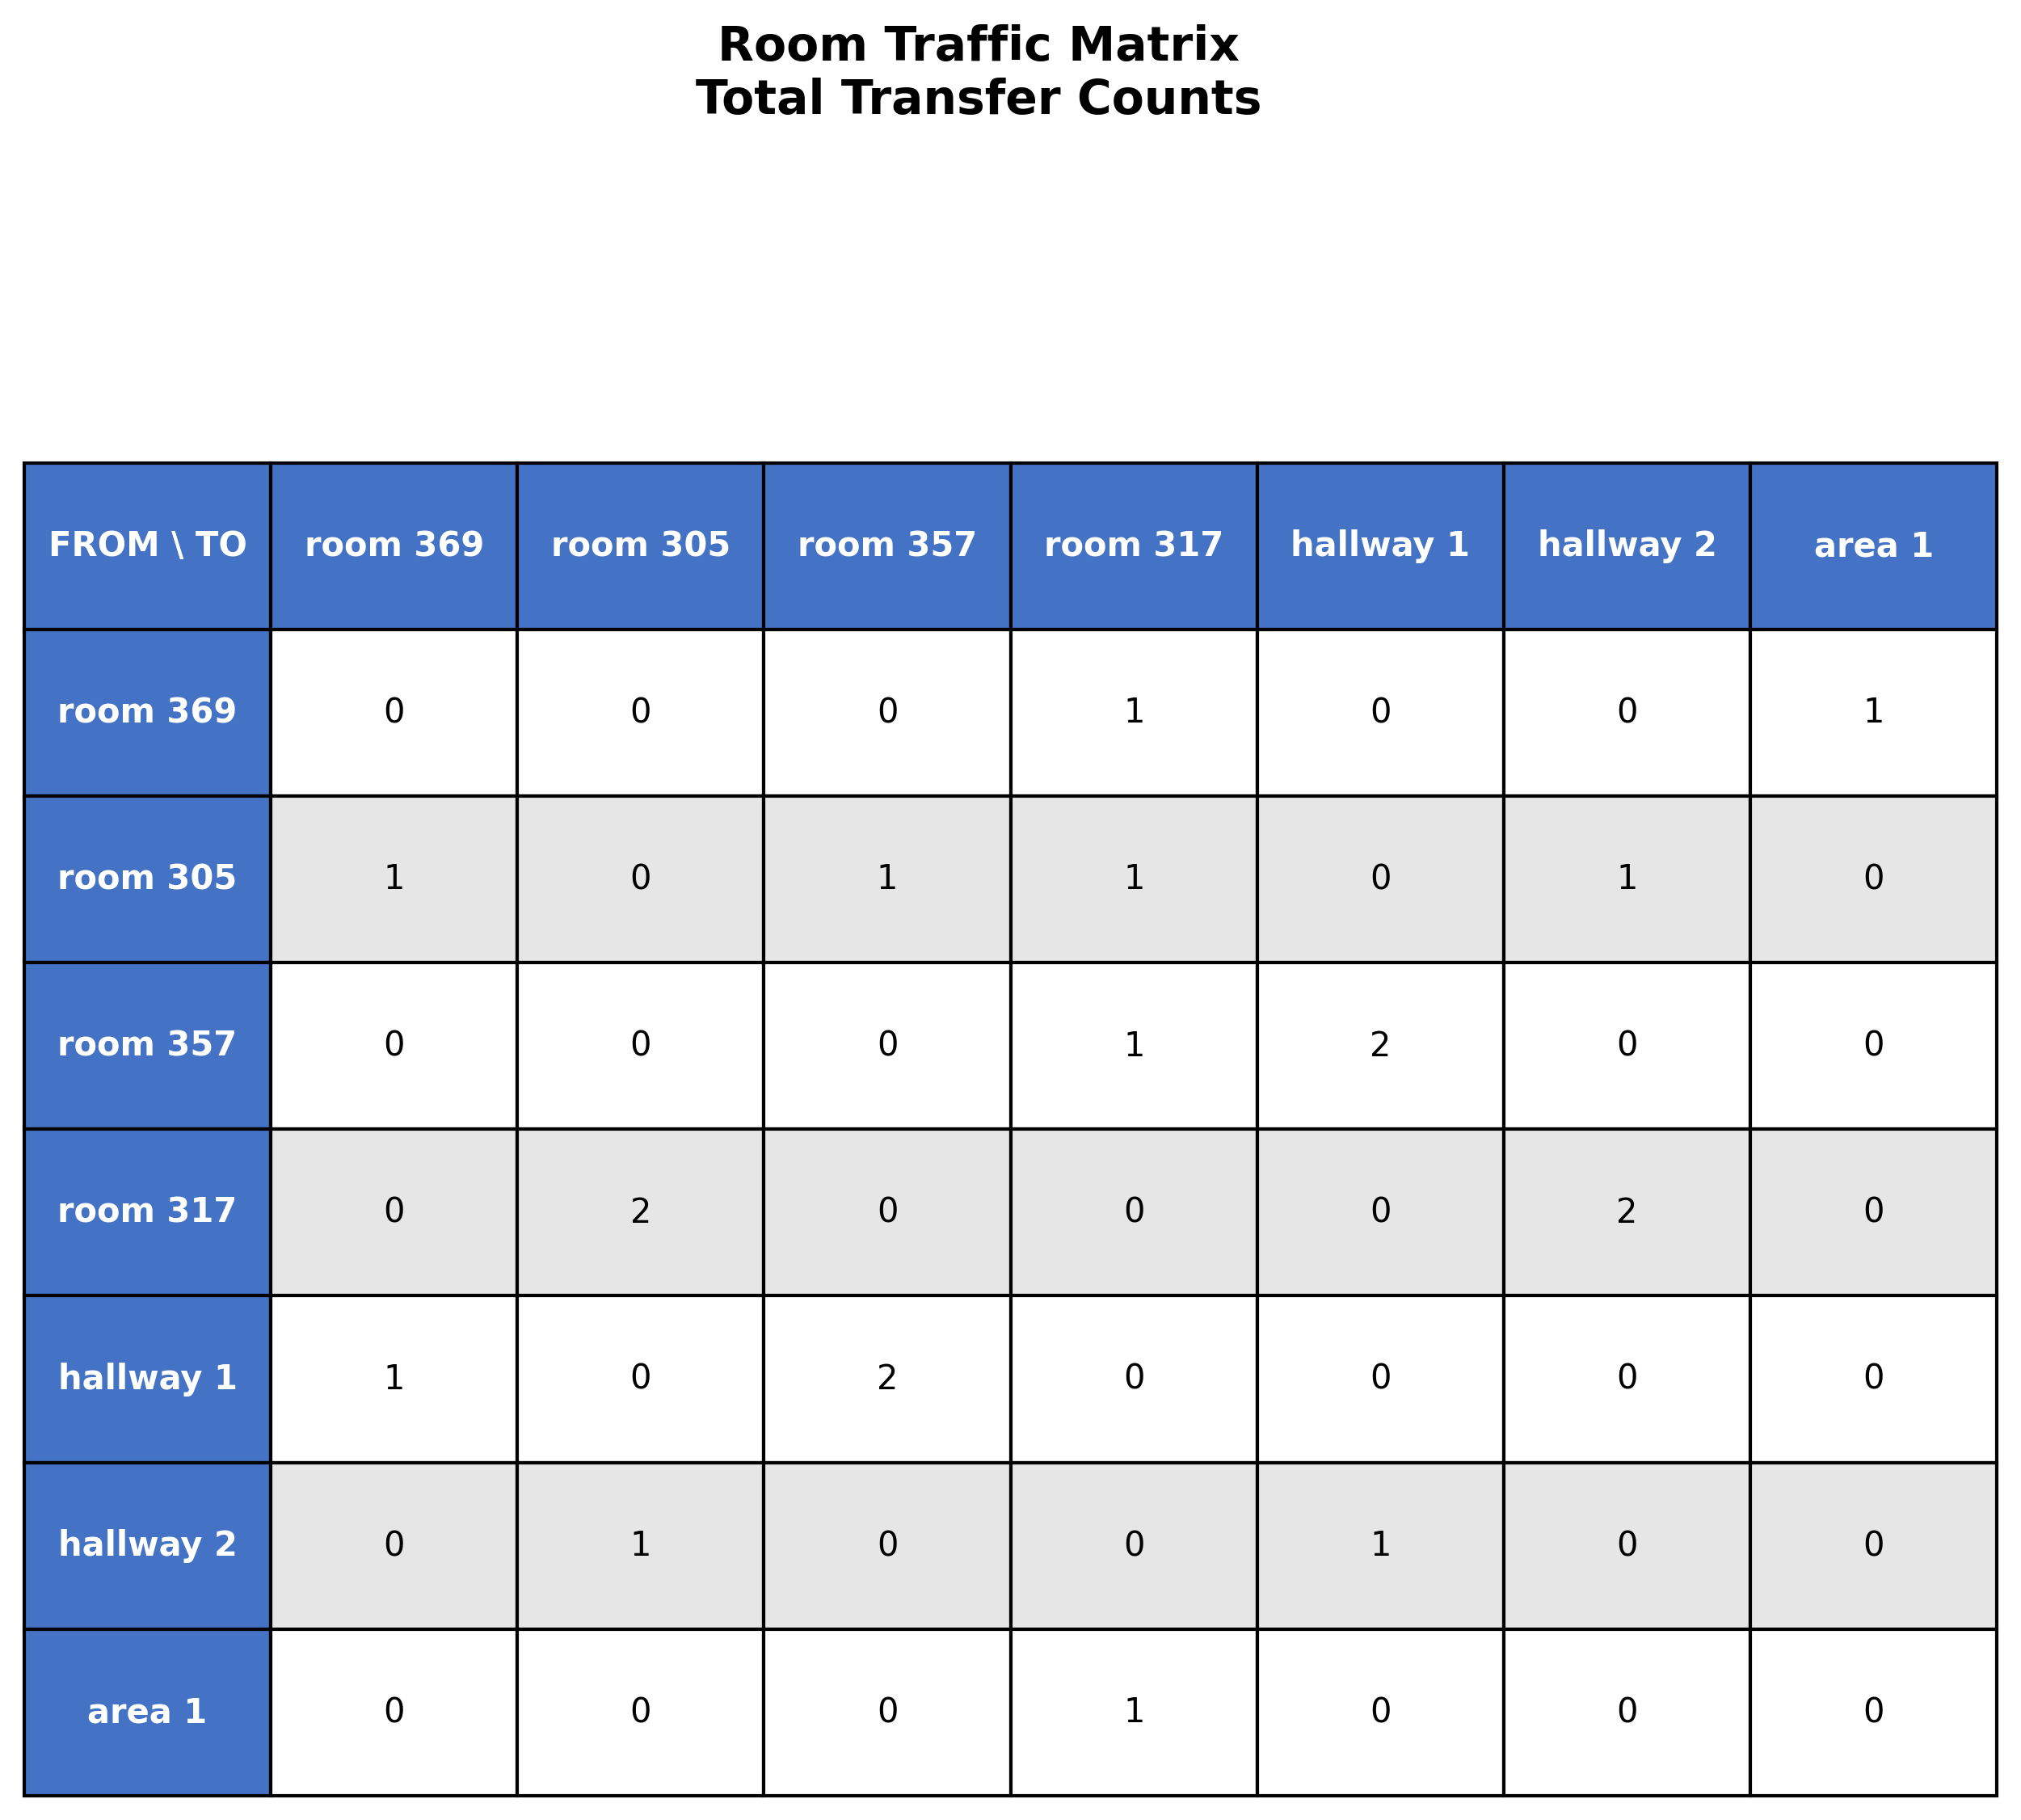 Room Traffic Matrix
Total Transfer Counts
FROM \ TO room 369 room 305 room 357 room 317 hallway 1 hallway 2 area 1
room 369 0 0 0 1 0 0 1
room 305 1 0 1 1 0 1 0
room 357 0 0 0 1 2 0 0
room 317 0 2 0 0 0 2 0
hallway 1 1 0 2 0 0 0 0
hallway 2 0 1 0 0 1 0 0
area 1 0 0 0 1 0 0 0